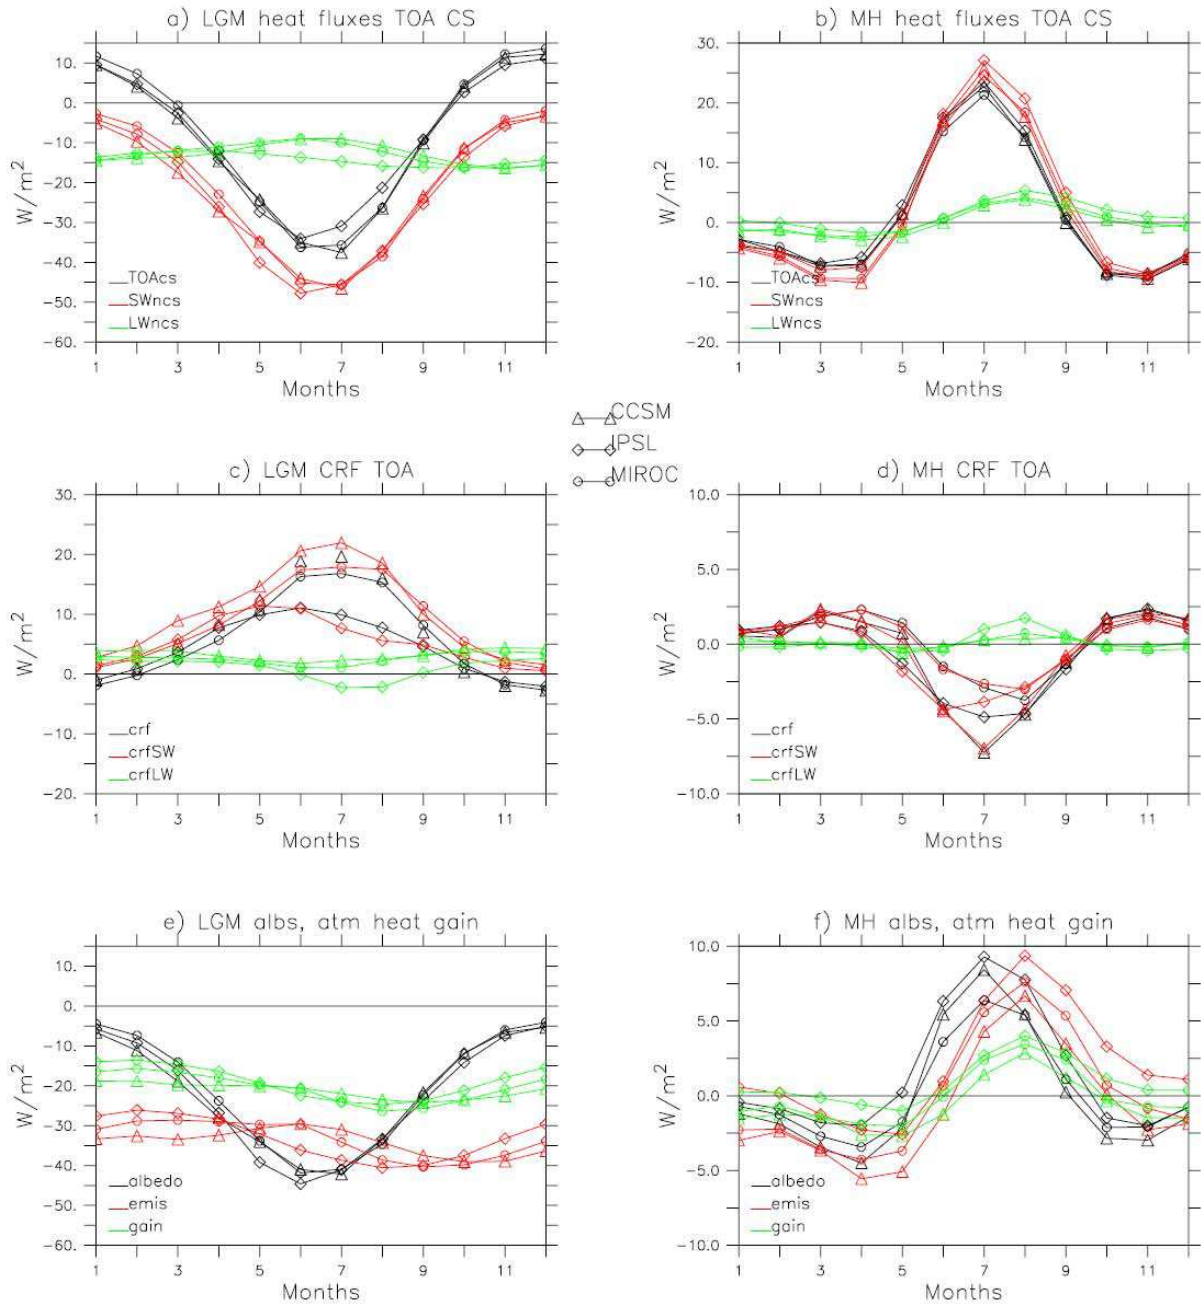 a) LGM heat fluxes TOA CS
10.
0.
-10.
-20.
-30.
-40.
-50.
-60.
W/m2
TOAcs
SWncs
LWncs
1 3 5 7 9 11
Months
b) MH heat fluxes TOA CS
30.
20.
10.
0.
-10.
-20.
W/m2
TOAcs
SWncs
LWncs
1 3 5 7 9 11
Months
CCSM
IPSL
MIROC
c) LGM CRF TOA
30.
20.
10.
0.
-10.
-20.
W/m2
crf
crfSW
crfLW
1 3 5 7 9 11
Months
d) MH CRF TOA
10.0
5.0
0.0
-5.0
-10.0
W/m2
crf
crfSW
crfLW
1 3 5 7 9 11
Months
e) LGM albs, atm heat gain
10.
0.
-10.
-20.
-30.
-40.
-50.
-60.
W/m2
albedo
emis
gain
1 3 5 7 9 11
Months
f) MH albs, atm heat gain
10.0
5.0
0.0
-5.0
-10.0
W/m2
albedo
emis
gain
1 3 5 7 9 11
Months